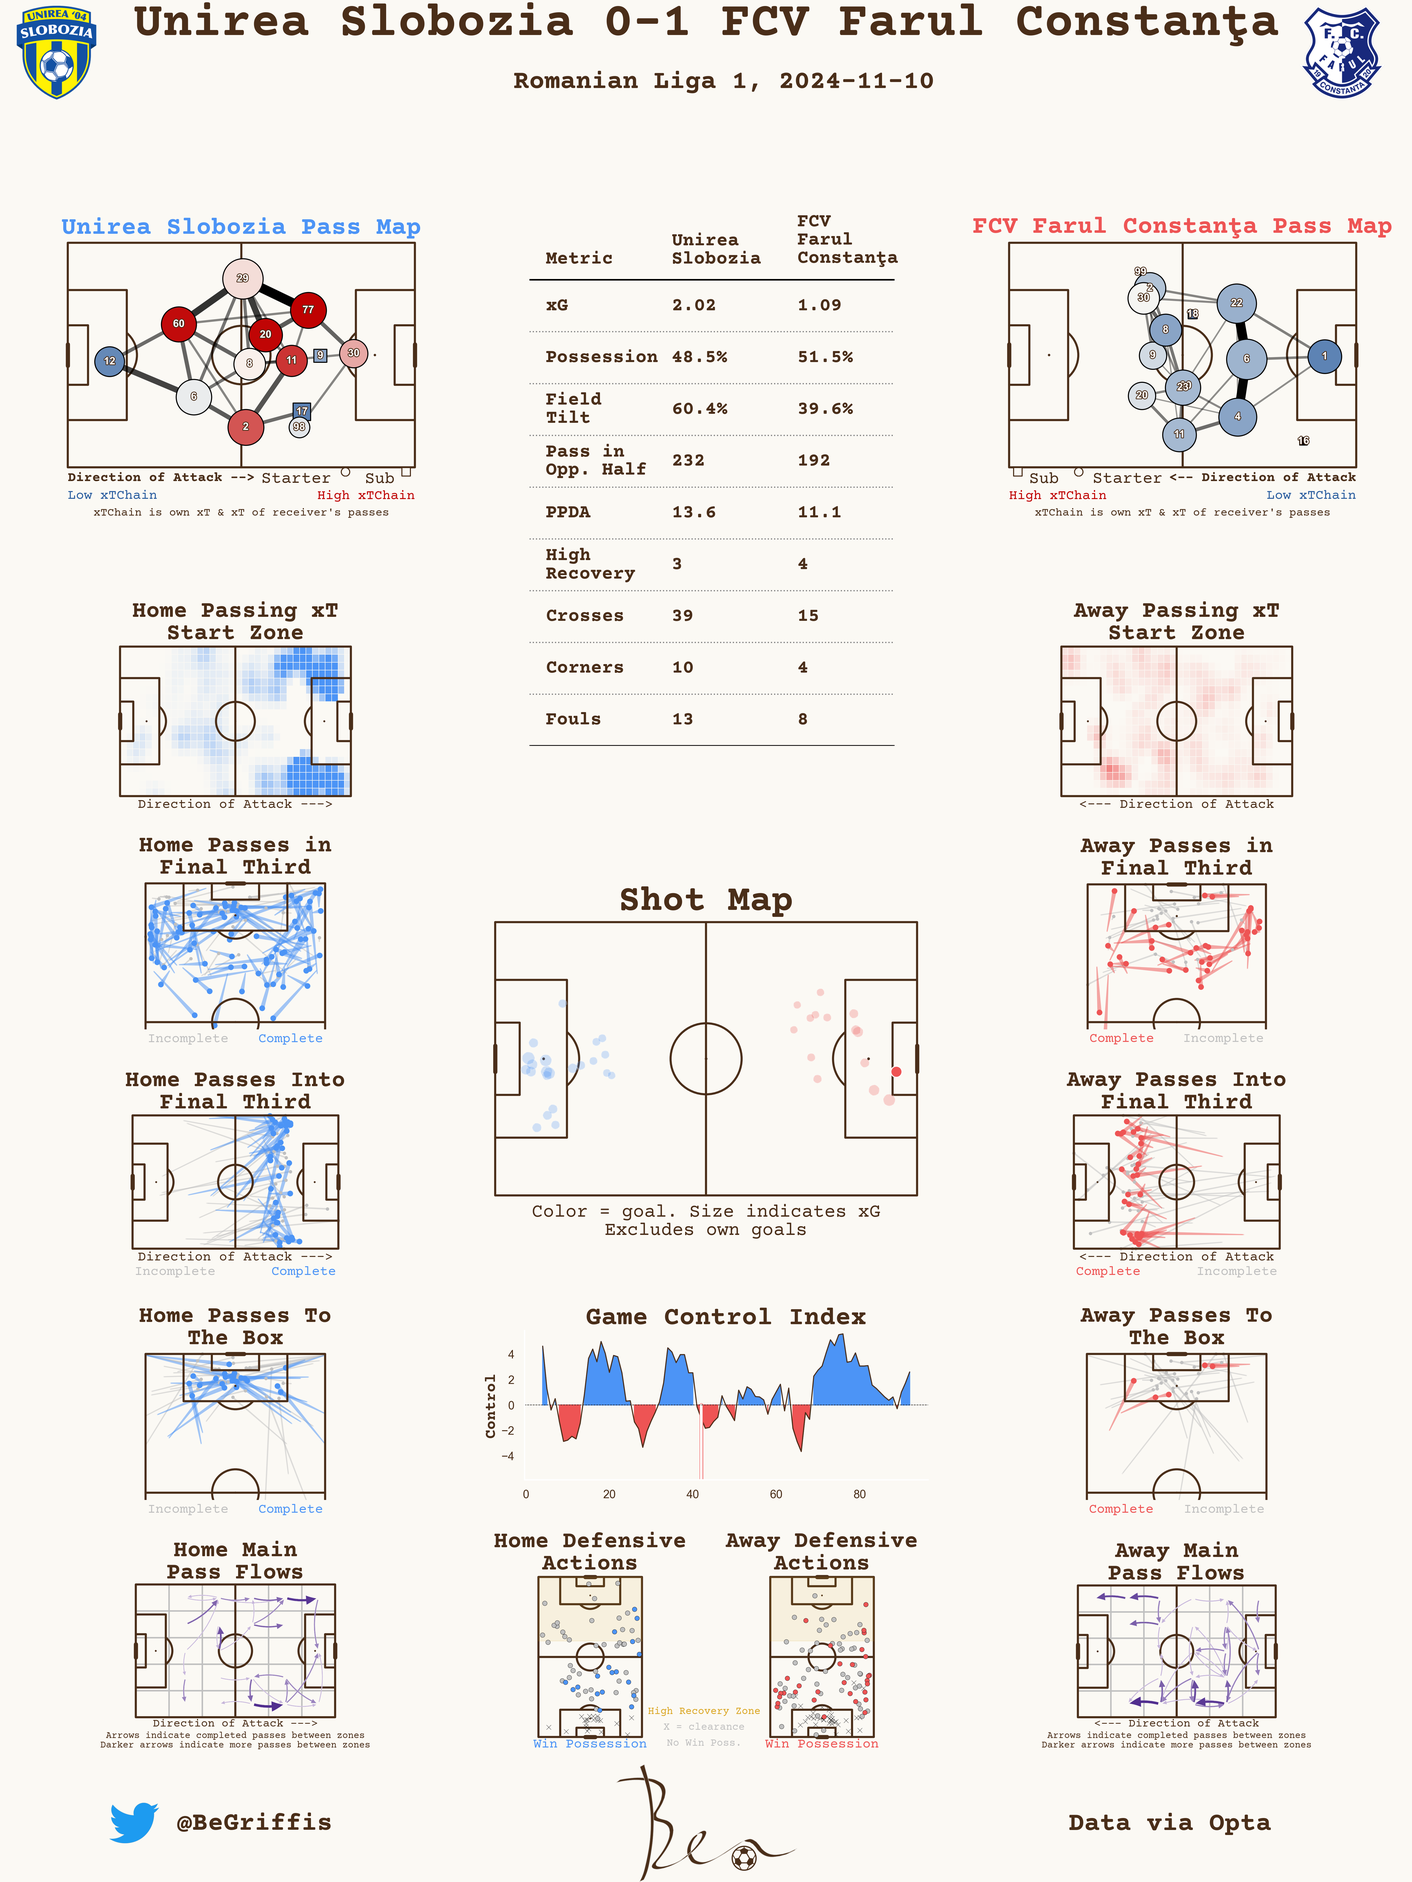 Unirea Slobozia 0-1 FCV Farul Constanţa
Romanian Liga 1, 2024-11-10
UNIREA '04
SLOBOZIA
F. C.
FARUL
19 CONSTANTA 20
Unirea Slobozia Pass Map
29
77
60
20
12
8
11
9
30
6
17
2
98
Direction of Attack --> Starter Sub
Low xTChain High xTChain
xTChain is own xT & xT of receiver's passes
Metric Unirea Slobozia FCV Farul Constanţa
xG 2.02 1.09
Possession 48.5% 51.5%
Field Tilt 60.4% 39.6%
Pass in Opp. Half 232 192
PPDA 13.6 11.1
High Recovery 3 4
Crosses 39 15
Corners 10 4
Fouls 13 8
FCV Farul Constanţa Pass Map
99
2
30
22
18
8
9
6
1
23
20
4
11
16
Sub Starter <-- Direction of Attack
High xTChain Low xTChain
xTChain is own xT & xT of receiver's passes
Home Passing xT
Start Zone
Direction of Attack --->
Away Passing xT
Start Zone
<--- Direction of Attack
Home Passes in
Final Third
Incomplete Complete
Away Passes in
Final Third
Complete Incomplete
Shot Map
Color = goal. Size indicates xG
Excludes own goals
Home Passes Into
Final Third
Direction of Attack --->
Incomplete Complete
Away Passes Into
Final Third
<--- Direction of Attack
Complete Incomplete
Home Passes To
The Box
Incomplete Complete
Game Control Index
Control
4
2
0
−2
−4
0 20 40 60 80
Away Passes To
The Box
Complete Incomplete
Home Main
Pass Flows
Direction of Attack --->
Arrows indicate completed passes between zones
Darker arrows indicate more passes between zones
Home Defensive
Actions
Win Possession
High Recovery Zone
X = clearance
No Win Poss.
Away Defensive
Actions
Win Possession
Away Main
Pass Flows
<--- Direction of Attack
Arrows indicate completed passes between zones
Darker arrows indicate more passes between zones
@BeGriffis
Ben
Data via Opta